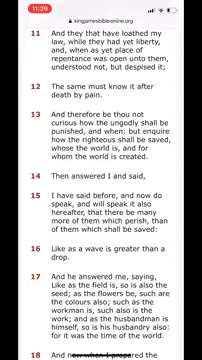 11:29
kingjamesbibleonline.org
11 And they that have loathed my
law, while they had yet liberty,
and, when as yet place of
repentance was open unto them,
understood not, but despised it;
12 The same must know it after
death by pain.
13 And therefore be thou not
curious how the ungodly shall
be punished, and when: but enquire
how the righteous shall be saved,
whose the world is, and for
whom the world is created.
14 Then answered I and said,
15 I have said before, and now do
speak, and will speak it also
hereafter, that there be many
more of them which perish, than
of them which shall be saved:
16 Like as a wave is greater than a
drop.
17 And he answered me, saying,
Like as the field is, so is also the
seed; as the flowers be, such are
the colours also; such as the
workman is, such also is the
work; and as the husbandman is
himself, so is his husbandry also:
for it was the time of the world.
18 And now when I prepared the